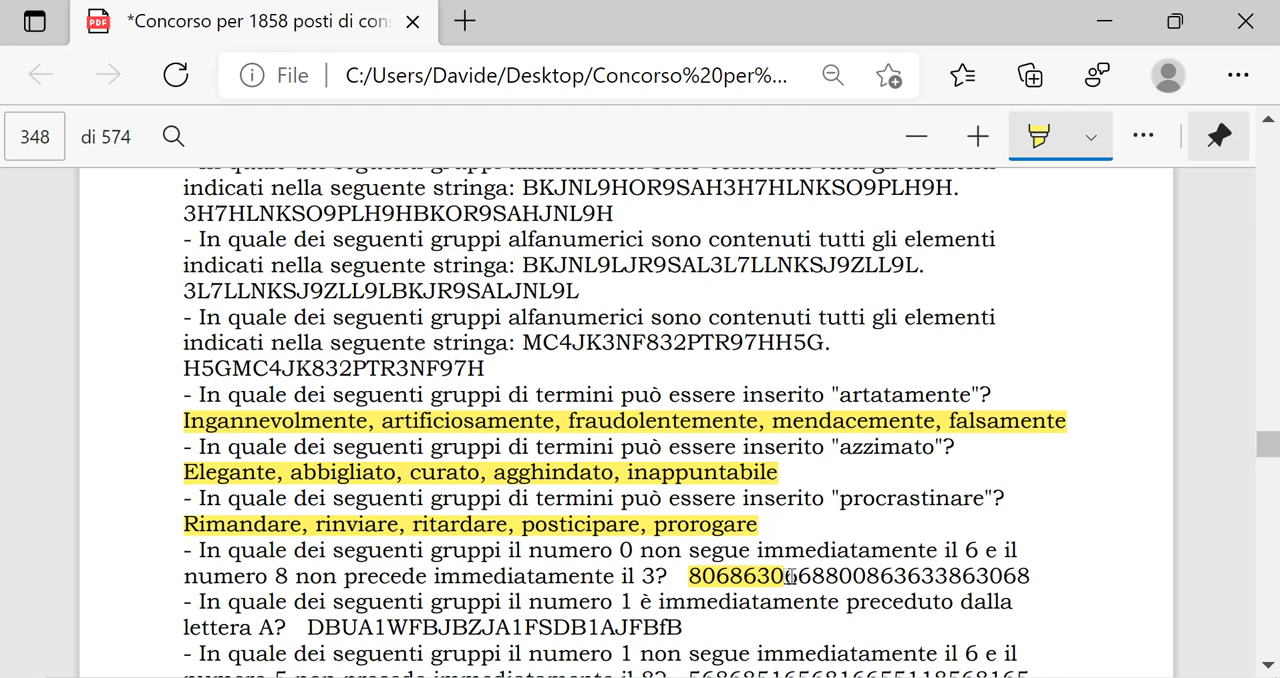 *Concorso per 1858 posti di con
File
C:/Users/Davide/Desktop/Concorso%20per%...
348 di 574
indicati nella seguente stringa: BKJNL9HOR9SAH3H7HLNKSO9PLH9H.
3H7HLNKSO9PLH9HBKOR9SAHJNL9H
- In quale dei seguenti gruppi alfanumerici sono contenuti tutti gli elementi
indicati nella seguente stringa: BKJNL9LJR9SAL3L7LLNKSJ9ZLL9L.
3L7LLNKSJ9ZLL9LBKJR9SALJNL9L
- In quale dei seguenti gruppi alfanumerici sono contenuti tutti gli elementi
indicati nella seguente stringa: MC4JK3NF832PTR97HH5G.
H5GMC4JK832PTR3NF97H
- In quale dei seguenti gruppi di termini può essere inserito "artatamente"?
Ingannevolmente, artificiosamente, fraudolentemente, mendacemente, falsamente
- In quale dei seguenti gruppi di termini può essere inserito "azzimato"?
Elegante, abbigliato, curato, agghindato, inappuntabile
- In quale dei seguenti gruppi di termini può essere inserito "procrastinare"?
Rimandare, rinviare, ritardare, posticipare, prorogare
- In quale dei seguenti gruppi il numero 0 non segue immediatamente il 6 e il
numero 8 non precede immediatamente il 3?
- In quale dei seguenti gruppi il numero 1 è immediatamente preceduto dalla
lettera A? DBUA1WFBJBZJA1FSDB1AJFBfB
- In quale dei seguenti gruppi il numero 1 non segue immediatamente il 6 e il